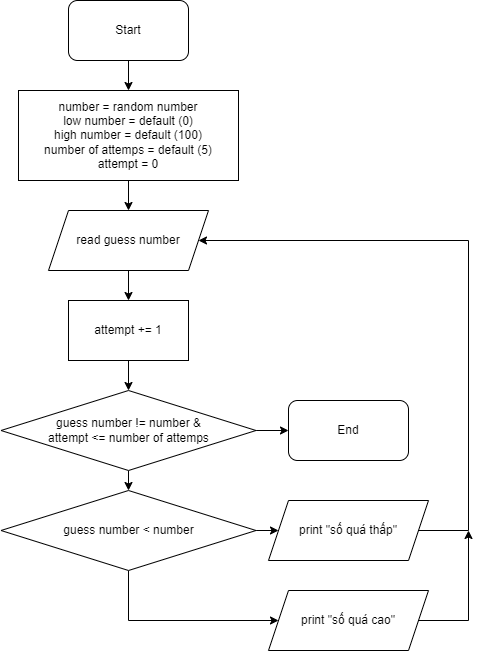 Start
number = random number
low number = default (0)
high number = default (100)
number of attemps = default (5)
attempt = 0
read guess number
attempt += 1
guess number != number &
attempt <= number of attemps
End
guess number < number
print "số quá thấp"
print "số quá cao"